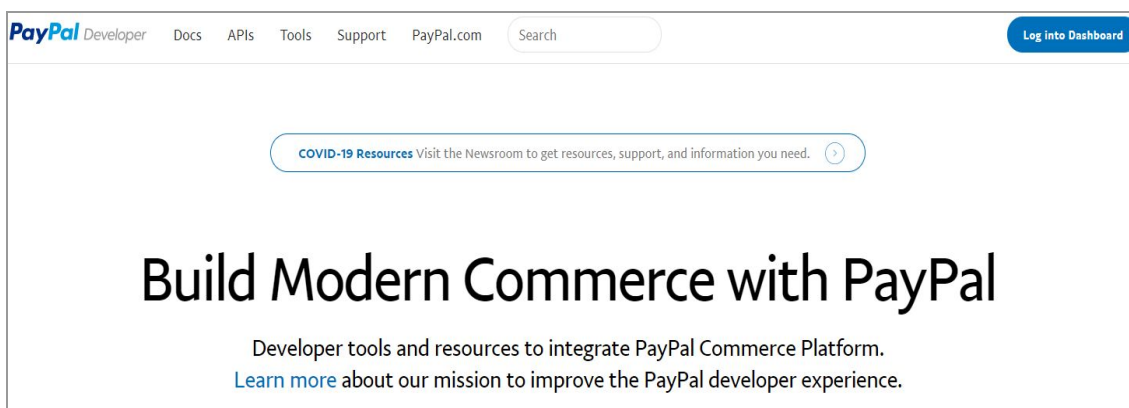 PayPal Developer Docs APIs Tools Support PayPal.com Search Log into Dashboard
COVID-19 Resources Visit the Newsroom to get resources, support, and information you need.
Build Modern Commerce with PayPal
Developer tools and resources to integrate PayPal Commerce Platform.
Learn more about our mission to improve the PayPal developer experience.